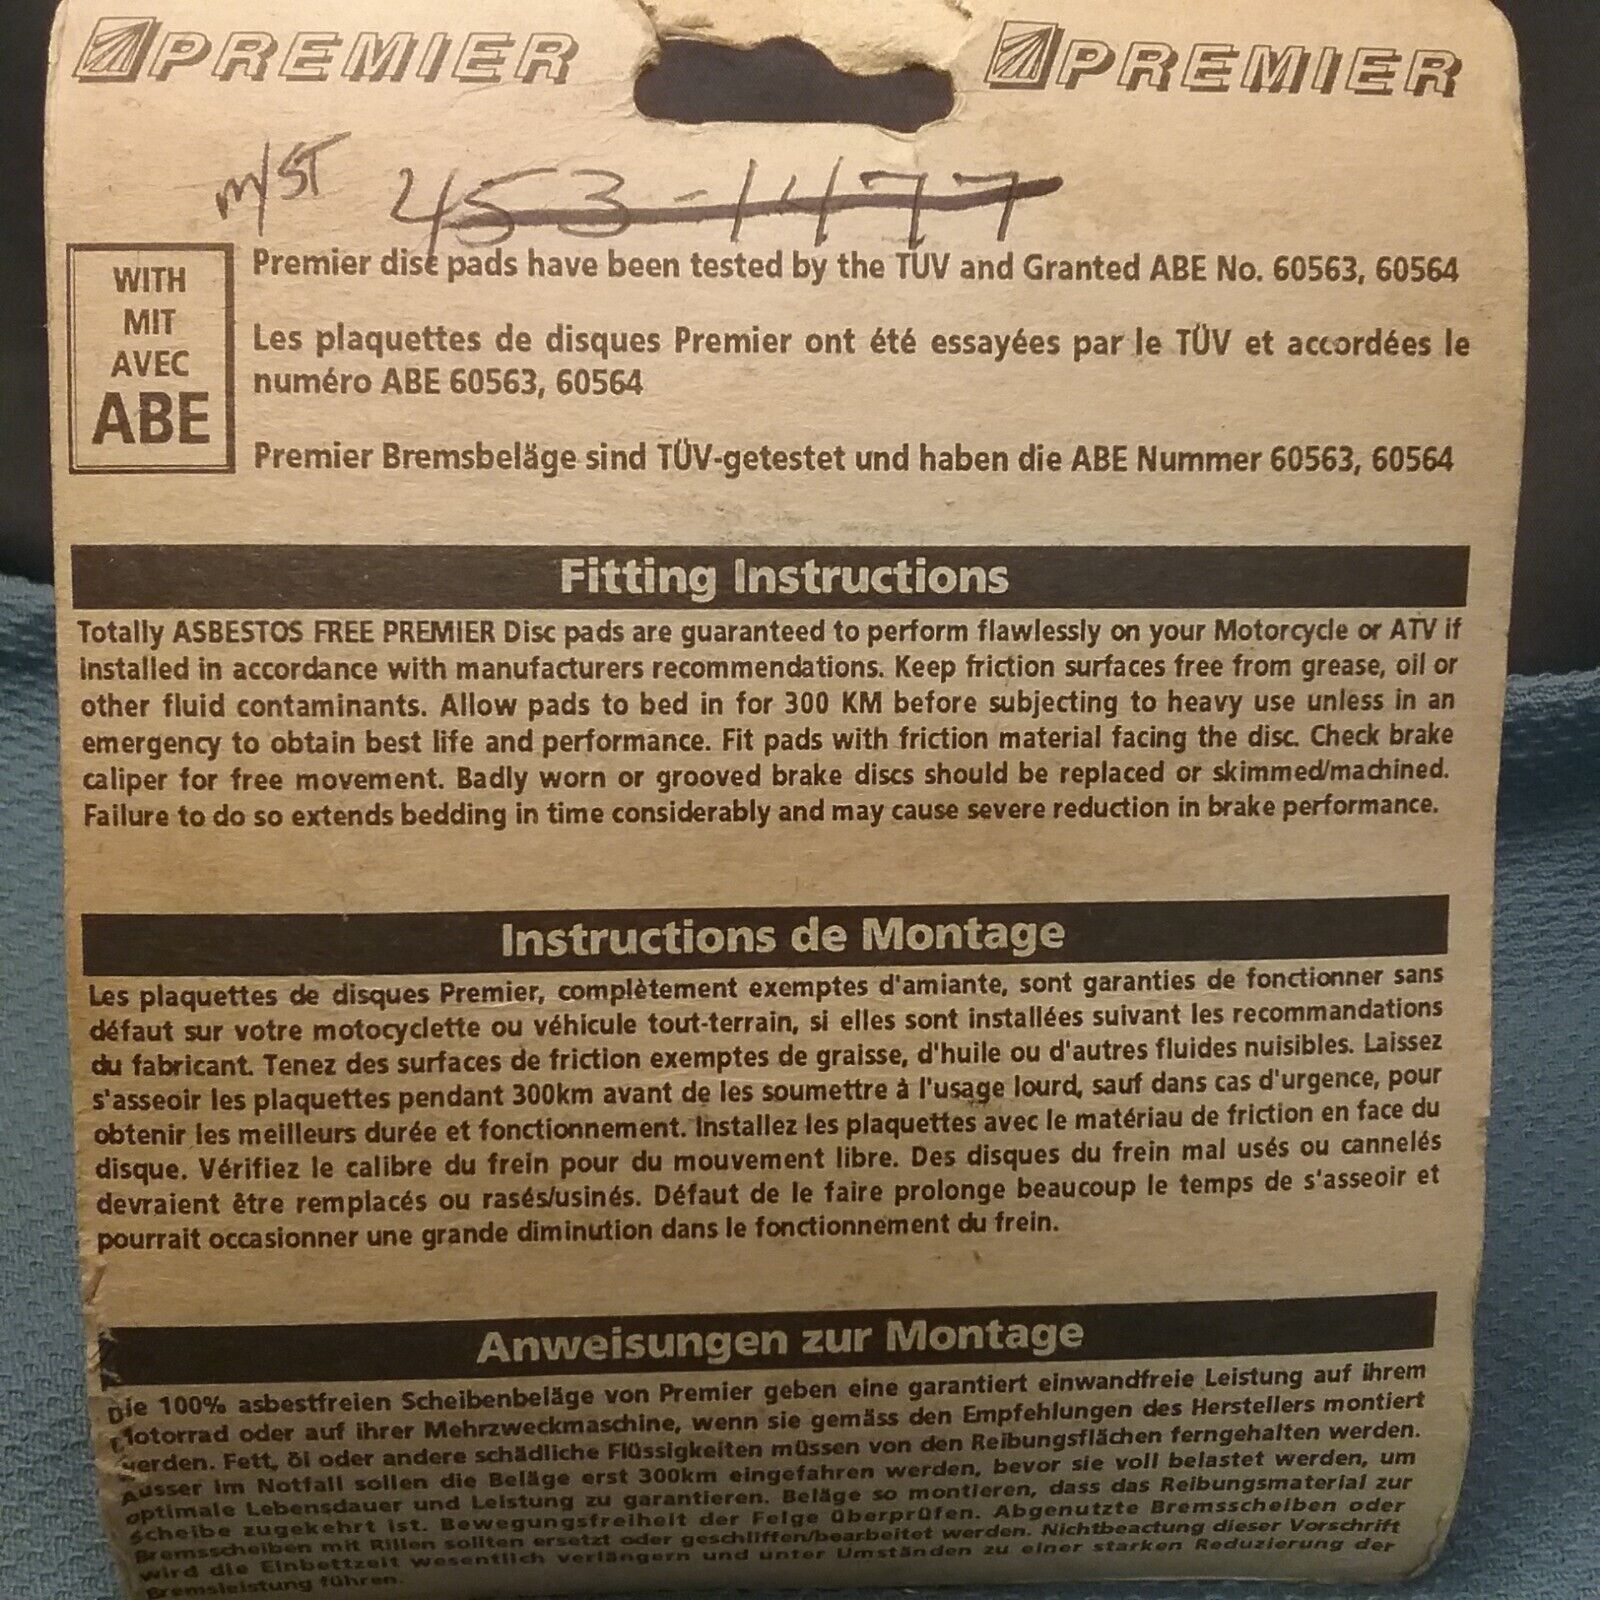 PREMIER PREMIER
m/ST 453-1477
WITH
MIT
AVEC
ABE
Premier disc pads have been tested by the TÜV and Granted ABE No. 60563, 60564
Les plaquettes de disques Premier ont été essayées par le TÜV et accordées le
numéro ABE 60563, 60564
Premier Bremsbeläge sind TÜV-getestet und haben die ABE Nummer 60563, 60564
Fitting Instructions
Totally ASBESTOS FREE PREMIER Disc pads are guaranteed to perform flawlessly on your Motorcycle or ATV if
installed in accordance with manufacturers recommendations. Keep friction surfaces free from grease, oil or
other fluid contaminants. Allow pads to bed in for 300 KM before subjecting to heavy use unless in an
emergency to obtain best life and performance. Fit pads with friction material facing the disc. Check brake
caliper for free movement. Badly worn or grooved brake discs should be replaced or skimmed/machined.
Failure to do so extends bedding in time considerably and may cause severe reduction in brake performance.
Instructions de Montage
Les plaquettes de disques Premier, complètement exemptes d'amiante, sont garanties de fonctionner sans
défaut sur votre motocyclette ou véhicule tout-terrain, si elles sont installées suivant les recommandations
du fabricant. Tenez des surfaces de friction exemptes de graisse, d'huile ou d'autres fluides nuisibles. Laissez
s'asseoir les plaquettes pendant 300km avant de les soumettre à l'usage lourd, sauf dans cas d'urgence, pour
obtenir les meilleurs durée et fonctionnement. Installez les plaquettes avec le matériau de friction en face du
disque. Vérifiez le calibre du frein pour du mouvement libre. Des disques du frein mal usés ou cannelés
devraient être remplacés ou rasés/usinés. Défaut de le faire prolonge beaucoup le temps de s'asseoir et
pourrait occasionner une grande diminution dans le fonctionnement du frein.
Anweisungen zur Montage
Die 100% asbestfreien Scheibenbeläge von Premier geben eine garantiert einwandfreie Leistung auf ihrem
Motorrad oder auf ihrer Mehrzweckmaschine, wenn sie gemäss den Empfehlungen des Herstellers montiert
werden. Fett, öl oder andere schädliche Flüssigkeiten müssen von den Reibungsflächen ferngehalten werden.
Ausser im Notfall sollen die Beläge erst 300km eingefahren werden, bevor sie voll belastet werden, um
optimale Lebensdauer und Leistung zu garantieren. Beläge so montieren, dass das Reibungsmaterial zur
Scheibe zugekehrt ist. Bewegungsfreiheit der Felge überprüfen. Abgenutzte Bremsscheiben oder
Bremsscheiben mit Rillen sollten ersetzt oder geschliffen/bearbeitet werden. Nichtbeactung dieser Vorschrift
wird die Einbettzeit wesentlich verlängern und unter Umständen zu einer starken Reduzierung der
Bremsleistung führen.